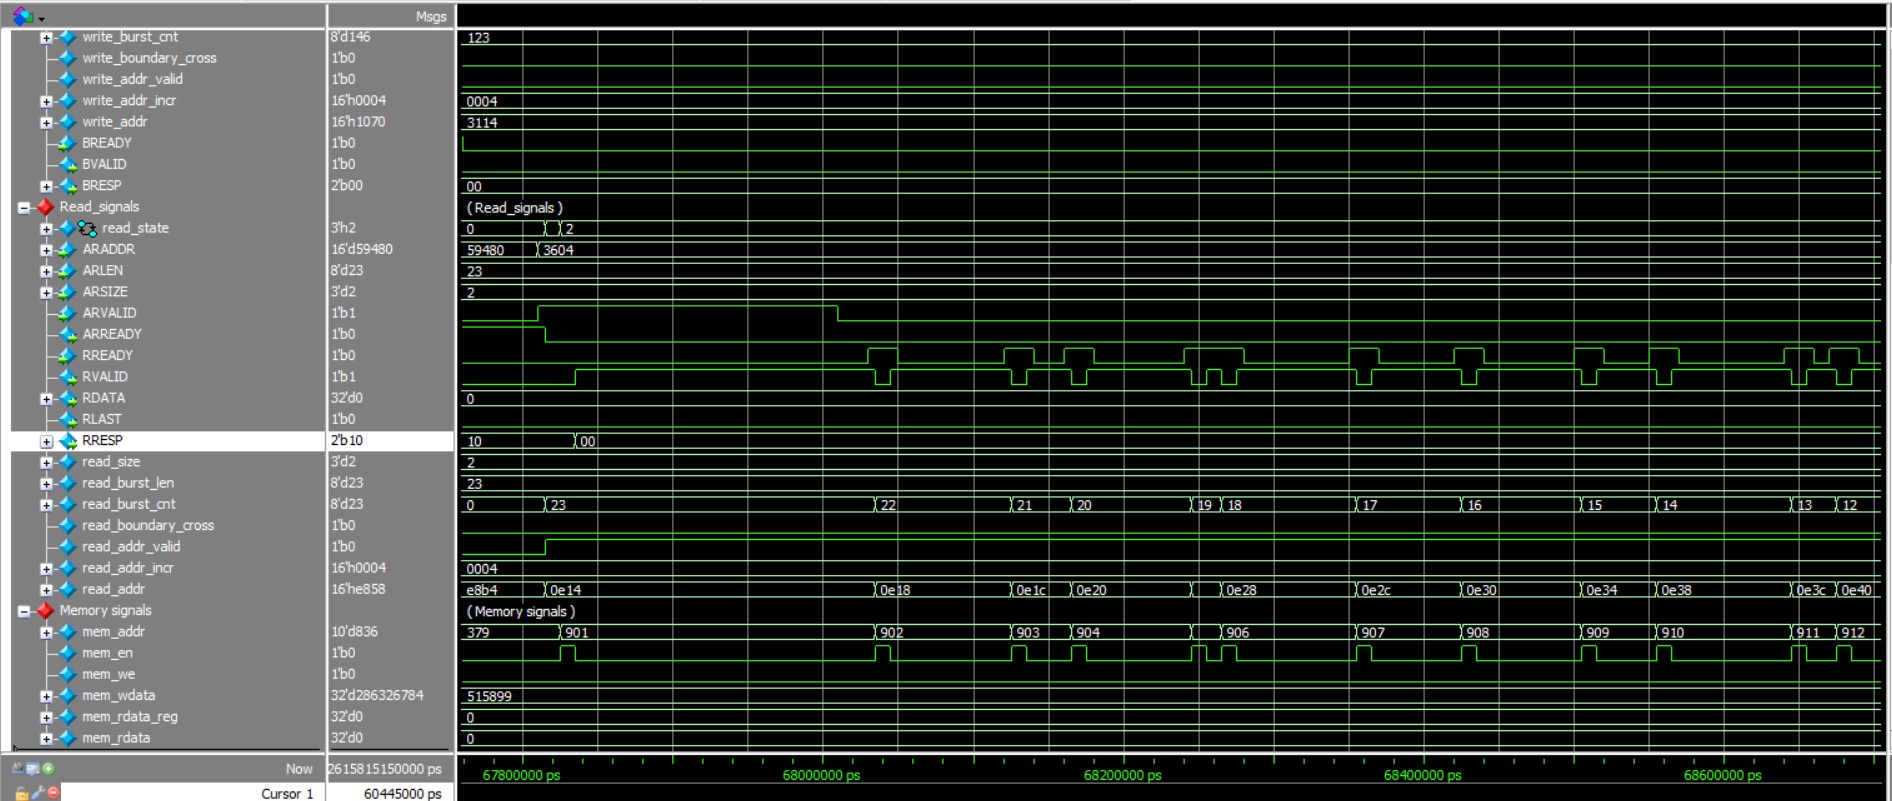 Msgs
write_burst_cnt 8'd146 123
write_boundary_cross 1'b0
write_addr_valid 1'b0
write_addr_incr 16'h0004 0004
write_addr 16'h1070 3114
BREADY 1'b0
BVALID 1'b0
BRESP 2'b00 00
Read_signals (Read_signals)
read_state 3'h2 0 2
ARADDR 16'd59480 59480 3604
ARLEN 8'd23 23
ARSIZE 3'd2 2
ARVALID 1'b1
ARREADY 1'b0
RREADY 1'b0
RVALID 1'b1
RDATA 32'd0 0
RLAST 1'b0
RRESP 2'b10 10 00
read_size 3'd2 2
read_burst_len 8'd23 23
read_burst_cnt 8'd23 0 23 22 21 20 19 18 17 16 15 14 13 12
read_boundary_cross 1'b0
read_addr_valid 1'b0
read_addr_incr 16'h0004 0004
read_addr 16'he858 e8b4 0e14 0e18 0e1c 0e20 0e28 0e2c 0e30 0e34 0e38 0e3c 0e40
Memory signals (Memory signals)
mem_addr 10'd836 379 901 902 903 904 906 907 908 909 910 911 912
mem_en 1'b0
mem_we 1'b0
mem_wdata 32'd286326784 515899
mem_rdata_reg 32'd0 0
mem_rdata 32'd0 0
Now 2615815150000 ps 67800000 ps 68000000 ps 68200000 ps 68400000 ps 68600000 ps
Cursor 1 60445000 ps